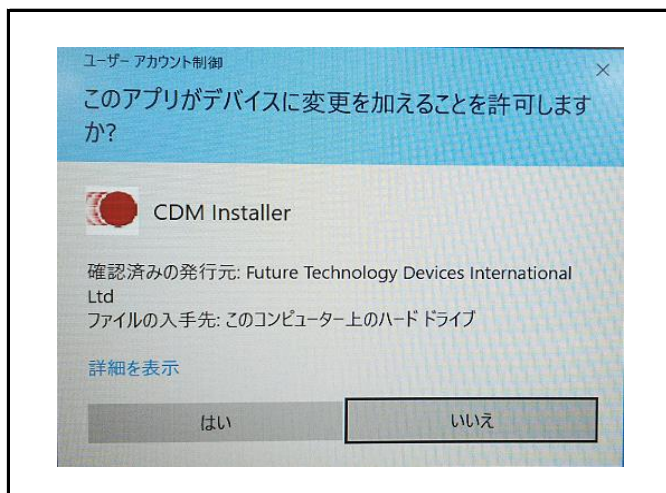 ユーザー アカウント制御
このアプリがデバイスに変更を加えることを許可します
か?
CDM Installer
確認済みの発行元: Future Technology Devices International
Ltd
ファイルの入手先: このコンピューター上のハード ドライブ
詳細を表示
はい
いいえ